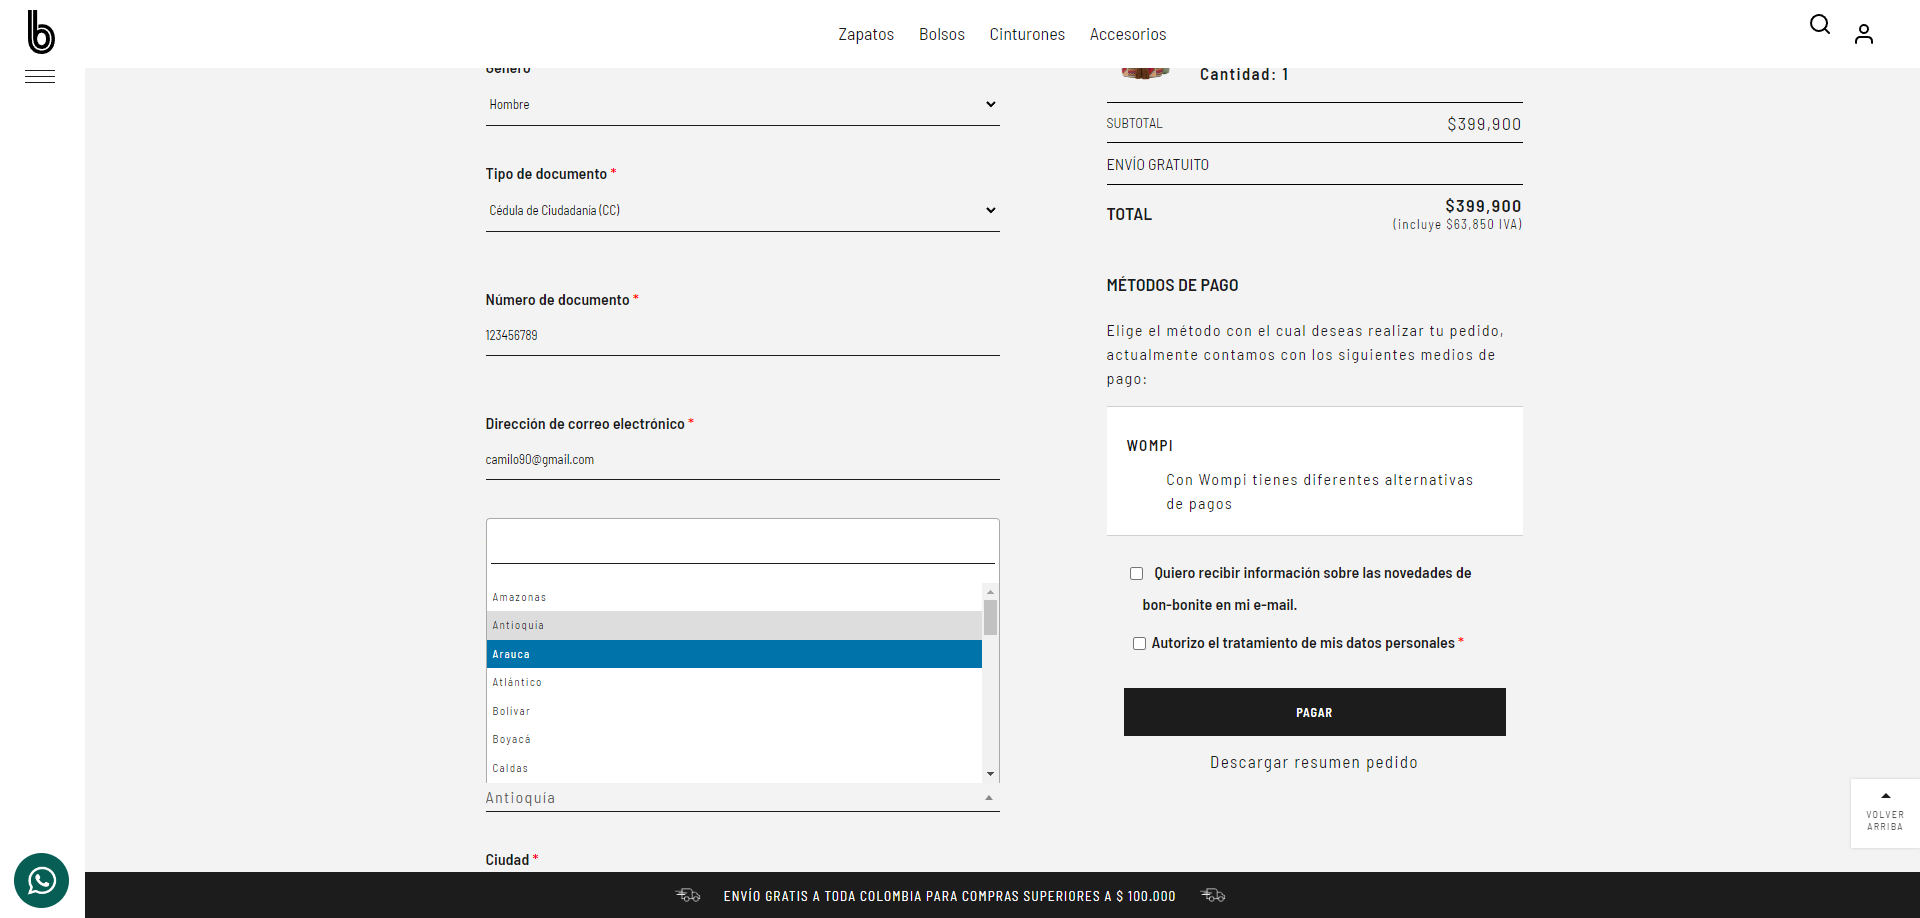 Zapatos Bolsos Cinturones Accesorios
Género
Hombre
Tipo de documento *
Cédula de Ciudadanía (CC)
Número de documento *
123456789
Dirección de correo electrónico *
camilo90@gmail.com
Amazonas
Antioquia
Arauca
Atlántico
Bolívar
Boyacá
Caldas
Antioquía
Ciudad *
Cantidad: 1
SUBTOTAL $399,900
ENVÍO GRATUITO
TOTAL $399,900
(incluye $63,850 IVA)
MÉTODOS DE PAGO
Elige el método con el cual deseas realizar tu pedido,
actualmente contamos con los siguientes medios de
pago:
WOMPI
Con Wompi tienes diferentes alternativas
de pagos
Quiero recibir información sobre las novedades de
bon-bonite en mi e-mail.
Autorizo el tratamiento de mis datos personales *
PAGAR
Descargar resumen pedido
VOLVER
ARRIBA
ENVÍO GRATIS A TODA COLOMBIA PARA COMPRAS SUPERIORES A $ 100.000